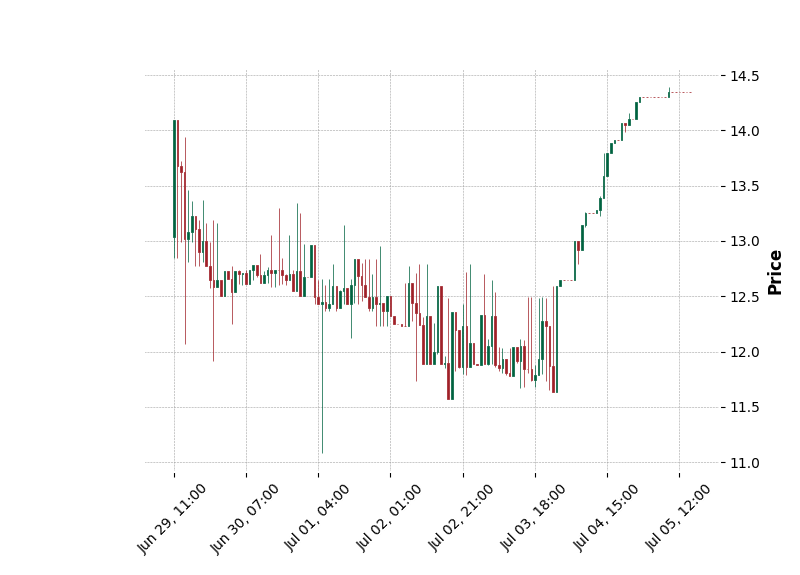 14.5
14.0
13.5
13.0
12.5
12.0
11.5
11.0
Price
Jun 29, 11:00
Jun 30, 07:00
Jul 01, 04:00
Jul 02, 01:00
Jul 02, 21:00
Jul 03, 18:00
Jul 04, 15:00
Jul 05, 12:00